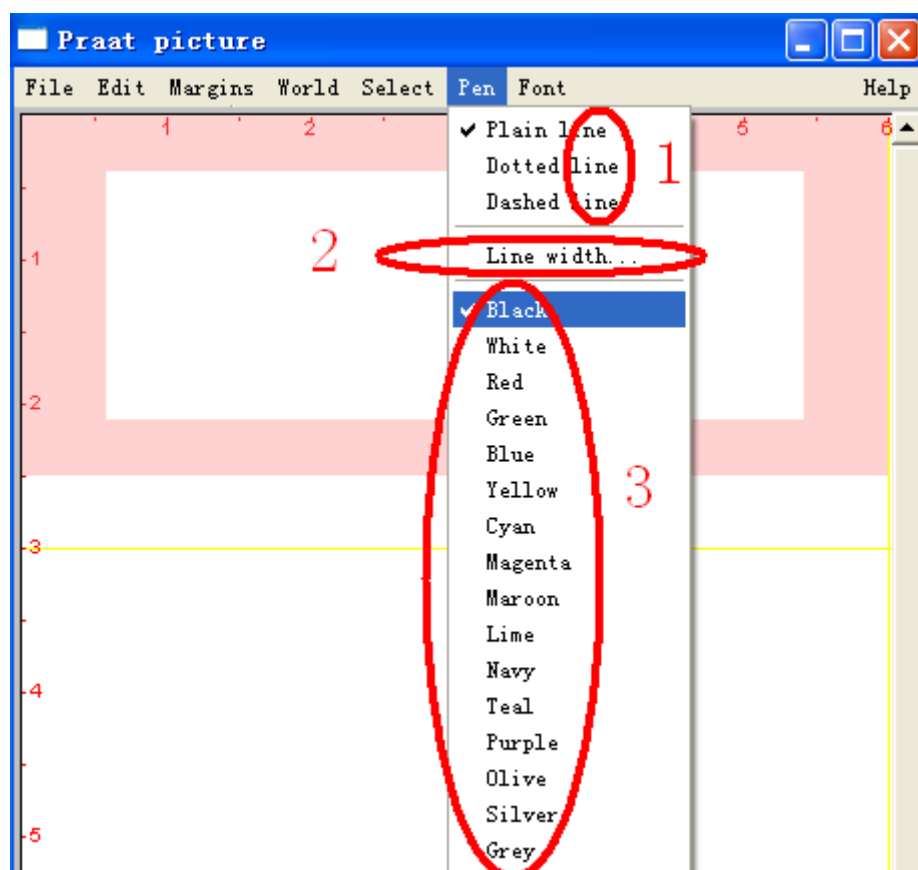 Praat picture
File Edit Margins World Select Pen Font Help
1 2 5 6
Plain line
Dotted line
1
Dashed line
Line width...
2
1
Black
White
Red
2
Green
Blue
Yellow
3
Cyan
3
Magenta
Maroon
Lime
Navy
4
Teal
Purple
Olive
Silver
5
Grey